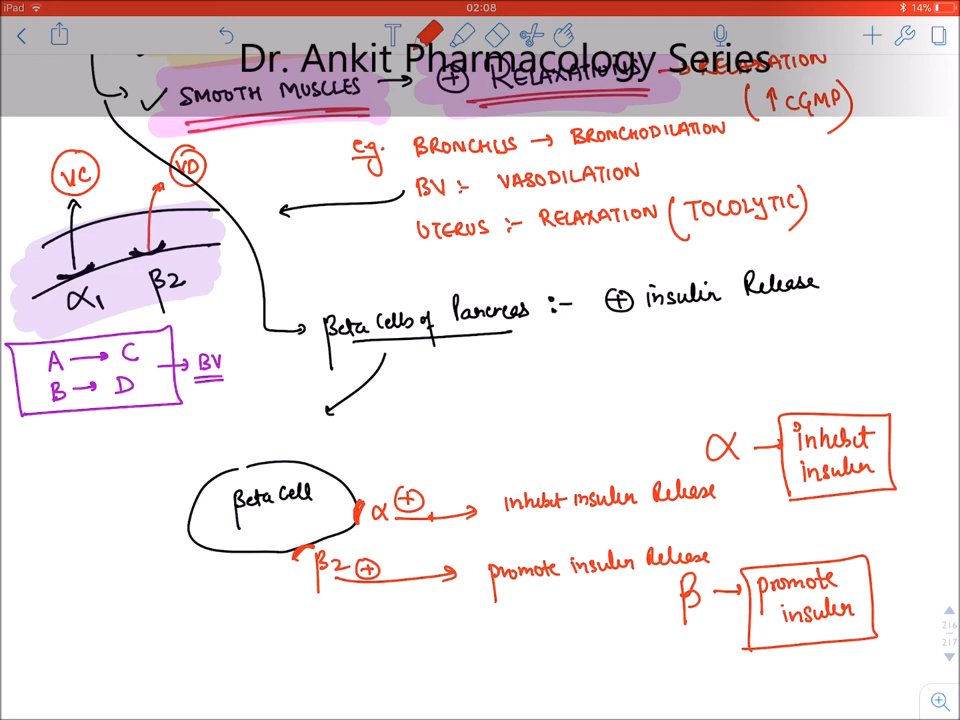 iPad 02:08 14%
Dr. Ankit Pharmacology Series
✓ SMOOTH MUSCLES → ⊕ RELAXATIONS → RELAXATION
(↑ CGMP)
e.g. BRONCHUS → BRONCHODILATION
BV :- VASODILATION
UTERUS :- RELAXATION (TOCOLYTIC)
VC VD
α1 β2
A → C
B → D
→ BV
Beta cells of Pancreas :- ⊕ insulin Release
α → inhibit
insulin
Beta Cell
α ⊕ → inhibit insulin Release
β2 ⊕ → promote insulin Release
β → promote
insulin
216
217